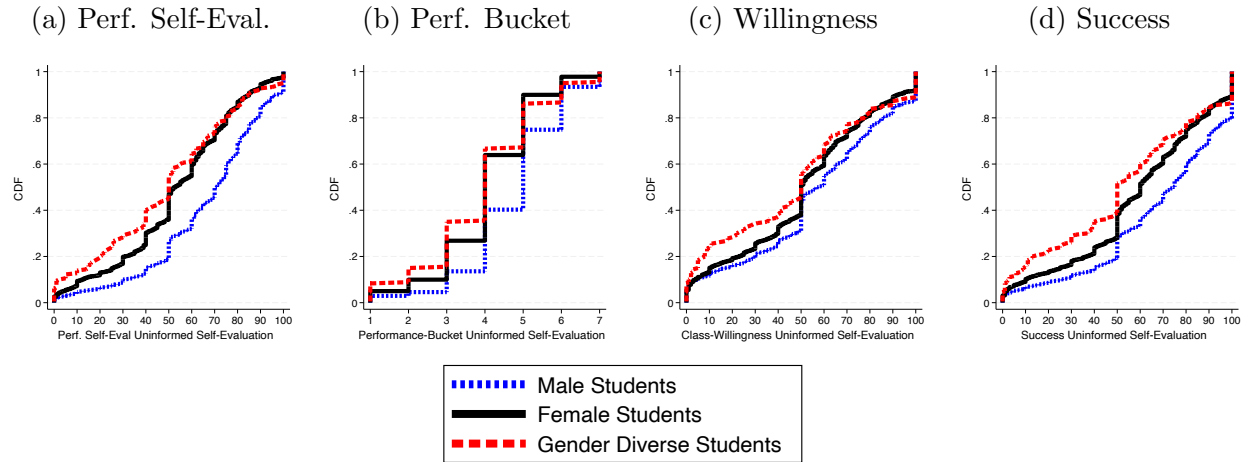 (a) Perf. Self-Eval.
(b) Perf. Bucket
(c) Willingness
(d) Success
1
.8
.6
.4
.2
0
CDF
0 10 20 30 40 50 60 70 80 90 100
Perf. Self-Eval Uninformed Self-Evaluation
1
.8
.6
.4
.2
0
CDF
1 2 3 4 5 6 7
Performance-Bucket Uninformed Self-Evaluation
1
.8
.6
.4
.2
0
CDF
0 10 20 30 40 50 60 70 80 90 100
Class-Willingness Uninformed Self-Evaluation
1
.8
.6
.4
.2
0
CDF
0 10 20 30 40 50 60 70 80 90 100
Success Uninformed Self-Evaluation
Male Students
Female Students
Gender Diverse Students